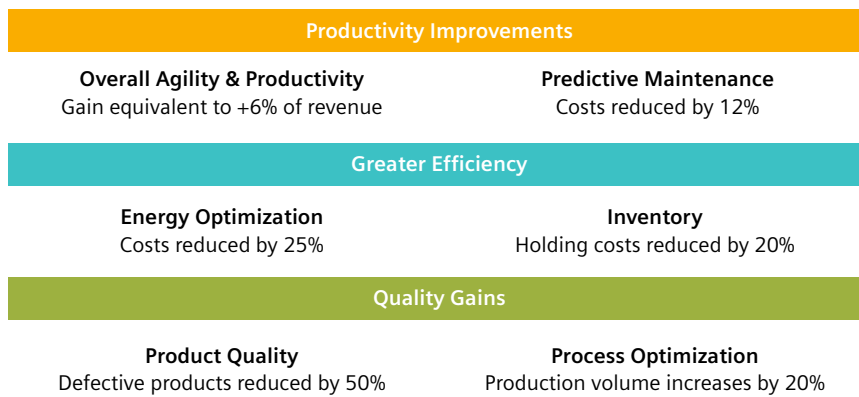 Productivity Improvements
Overall Agility & Productivity
Gain equivalent to +6% of revenue
Predictive Maintenance
Costs reduced by 12%
Greater Efficiency
Energy Optimization
Costs reduced by 25%
Inventory
Holding costs reduced by 20%
Quality Gains
Product Quality
Defective products reduced by 50%
Process Optimization
Production volume increases by 20%